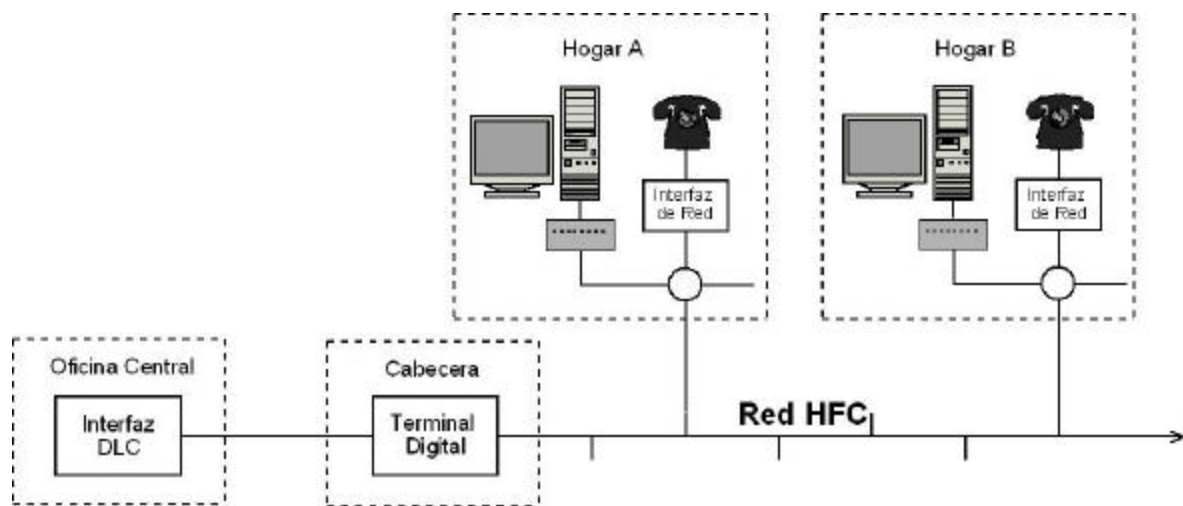 Hogar A
Hogar B
Interfaz
de Red
Interfaz
de Red
Oficina Central
Cabecera
Interfaz
DLC
Terminal
Digital
Red HFC